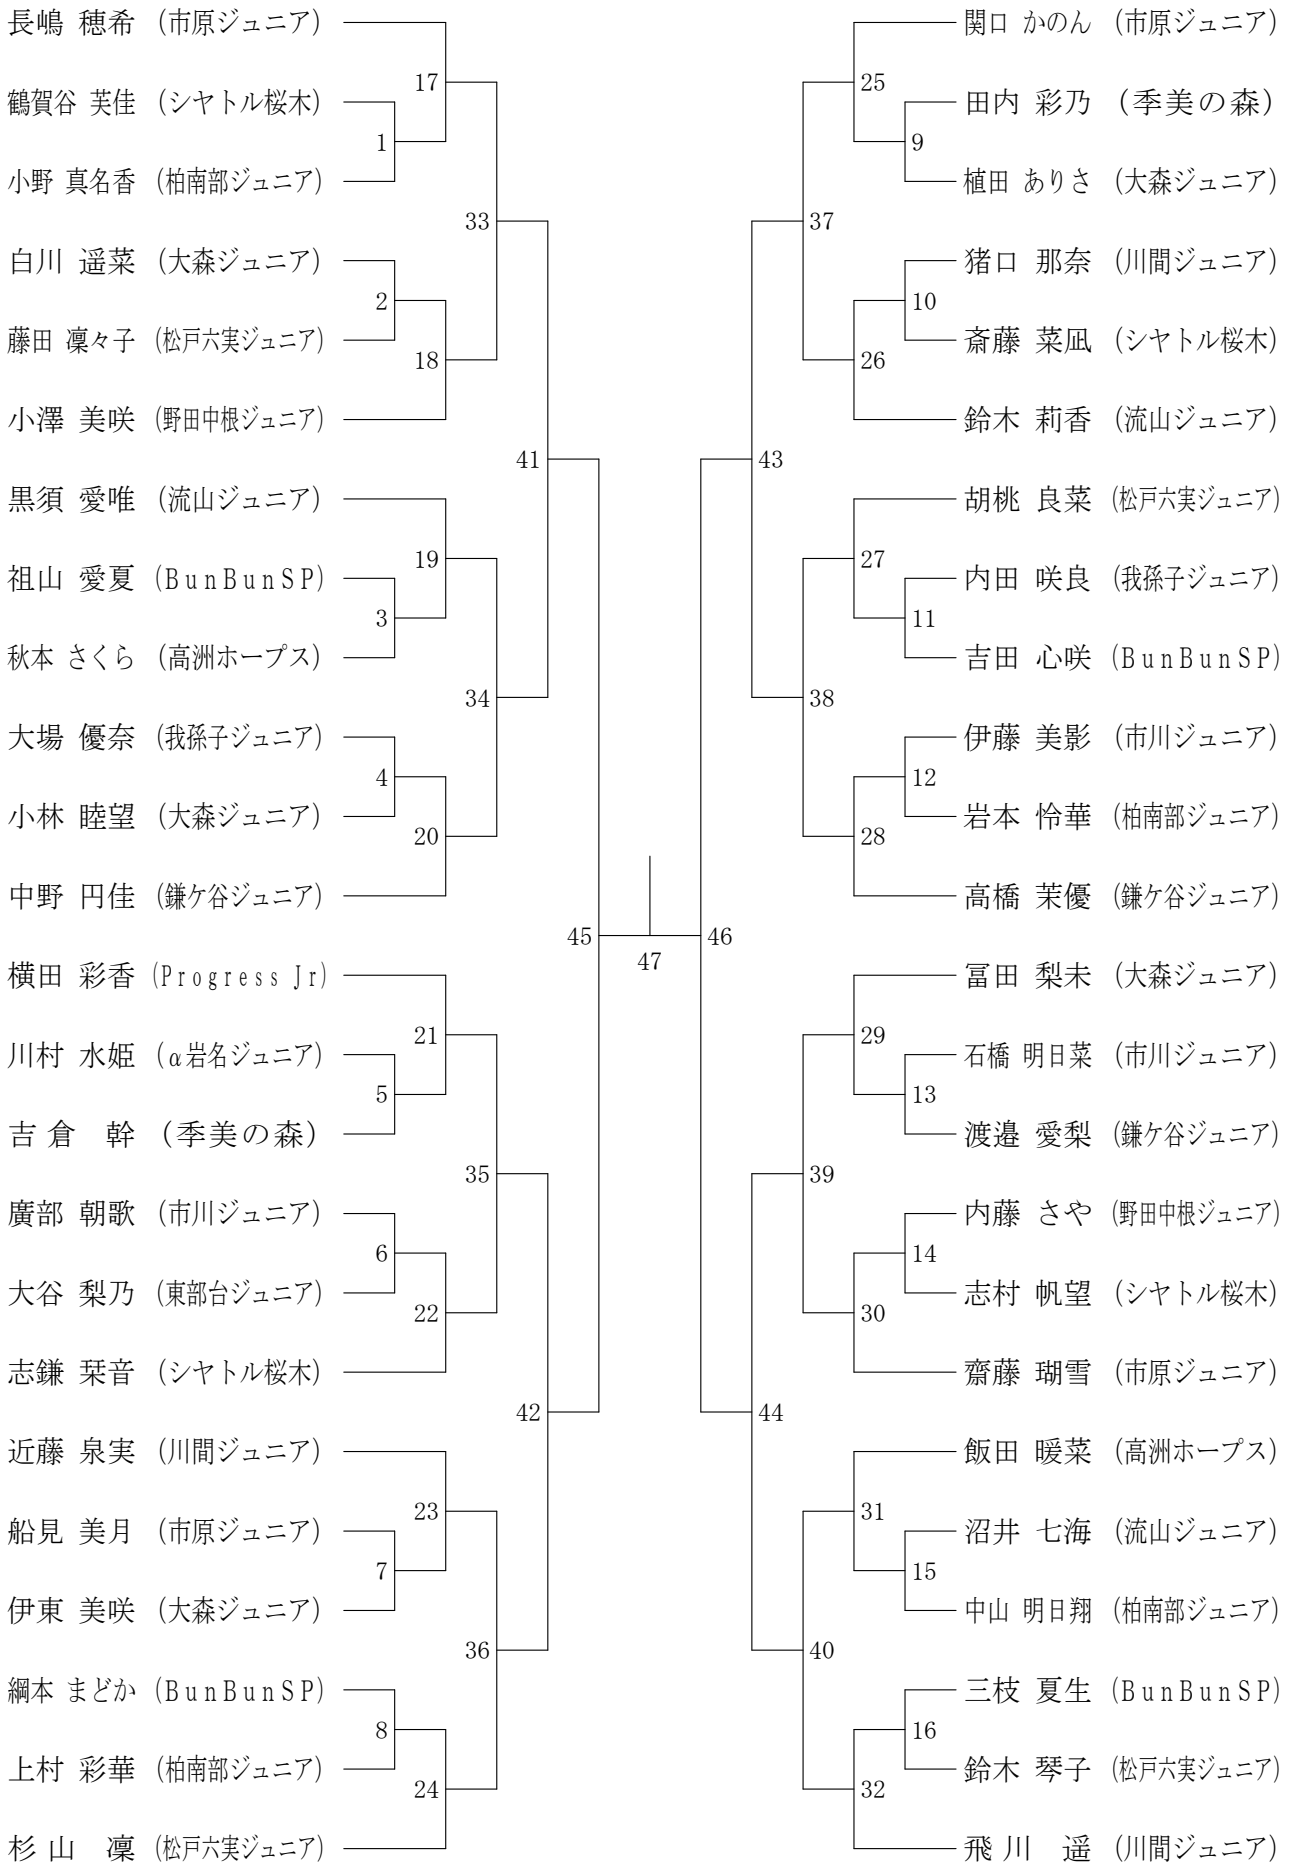 長嶋 穂希 (市原ジュニア)
17
鶴賀谷 芙佳 (シヤトル桜木)
1
小野 真名香 (柏南部ジュニア)
33
白川 遥菜 (大森ジュニア)
2
藤田 凜々子 (松戸六実ジュニア)
18
小澤 美咲 (野田中根ジュニア)
41
黒須 愛唯 (流山ジュニア)
19
祖山 愛夏 (BunBunSP)
3
秋本 さくら (高洲ホープス)
34
大場 優奈 (我孫子ジュニア)
4
小林 睦望 (大森ジュニア)
20
中野 円佳 (鎌ケ谷ジュニア)
45
横田 彩香 (Progress Jr)
21
川村 水姫 (α岩名ジュニア)
5
吉倉 幹 (季美の森)
35
廣部 朝歌 (市川ジュニア)
6
大谷 梨乃 (東部台ジュニア)
22
志鎌 栞音 (シヤトル桜木)
42
近藤 泉実 (川間ジュニア)
23
船見 美月 (市原ジュニア)
7
伊東 美咲 (大森ジュニア)
36
綱本 まどか (BunBunSP)
8
上村 彩華 (柏南部ジュニア)
24
杉山 凜 (松戸六実ジュニア)
47
関口 かのん (市原ジュニア)
25
田内 彩乃 (季美の森)
9
植田 ありさ (大森ジュニア)
37
猪口 那奈 (川間ジュニア)
10
斎藤 菜凪 (シヤトル桜木)
26
鈴木 莉香 (流山ジュニア)
43
胡桃 良菜 (松戸六実ジュニア)
27
内田 咲良 (我孫子ジュニア)
11
吉田 心咲 (BunBunSP)
38
伊藤 美影 (市川ジュニア)
12
岩本 怜華 (柏南部ジュニア)
28
高橋 茉優 (鎌ケ谷ジュニア)
46
冨田 梨未 (大森ジュニア)
29
石橋 明日菜 (市川ジュニア)
13
渡邉 愛梨 (鎌ケ谷ジュニア)
39
内藤 さや (野田中根ジュニア)
14
志村 帆望 (シヤトル桜木)
30
齋藤 瑚雪 (市原ジュニア)
44
飯田 暖菜 (高洲ホープス)
31
沼井 七海 (流山ジュニア)
15
中山 明日翔 (柏南部ジュニア)
40
三枝 夏生 (BunBunSP)
16
鈴木 琴子 (松戸六実ジュニア)
32
飛川 遥 (川間ジュニア)